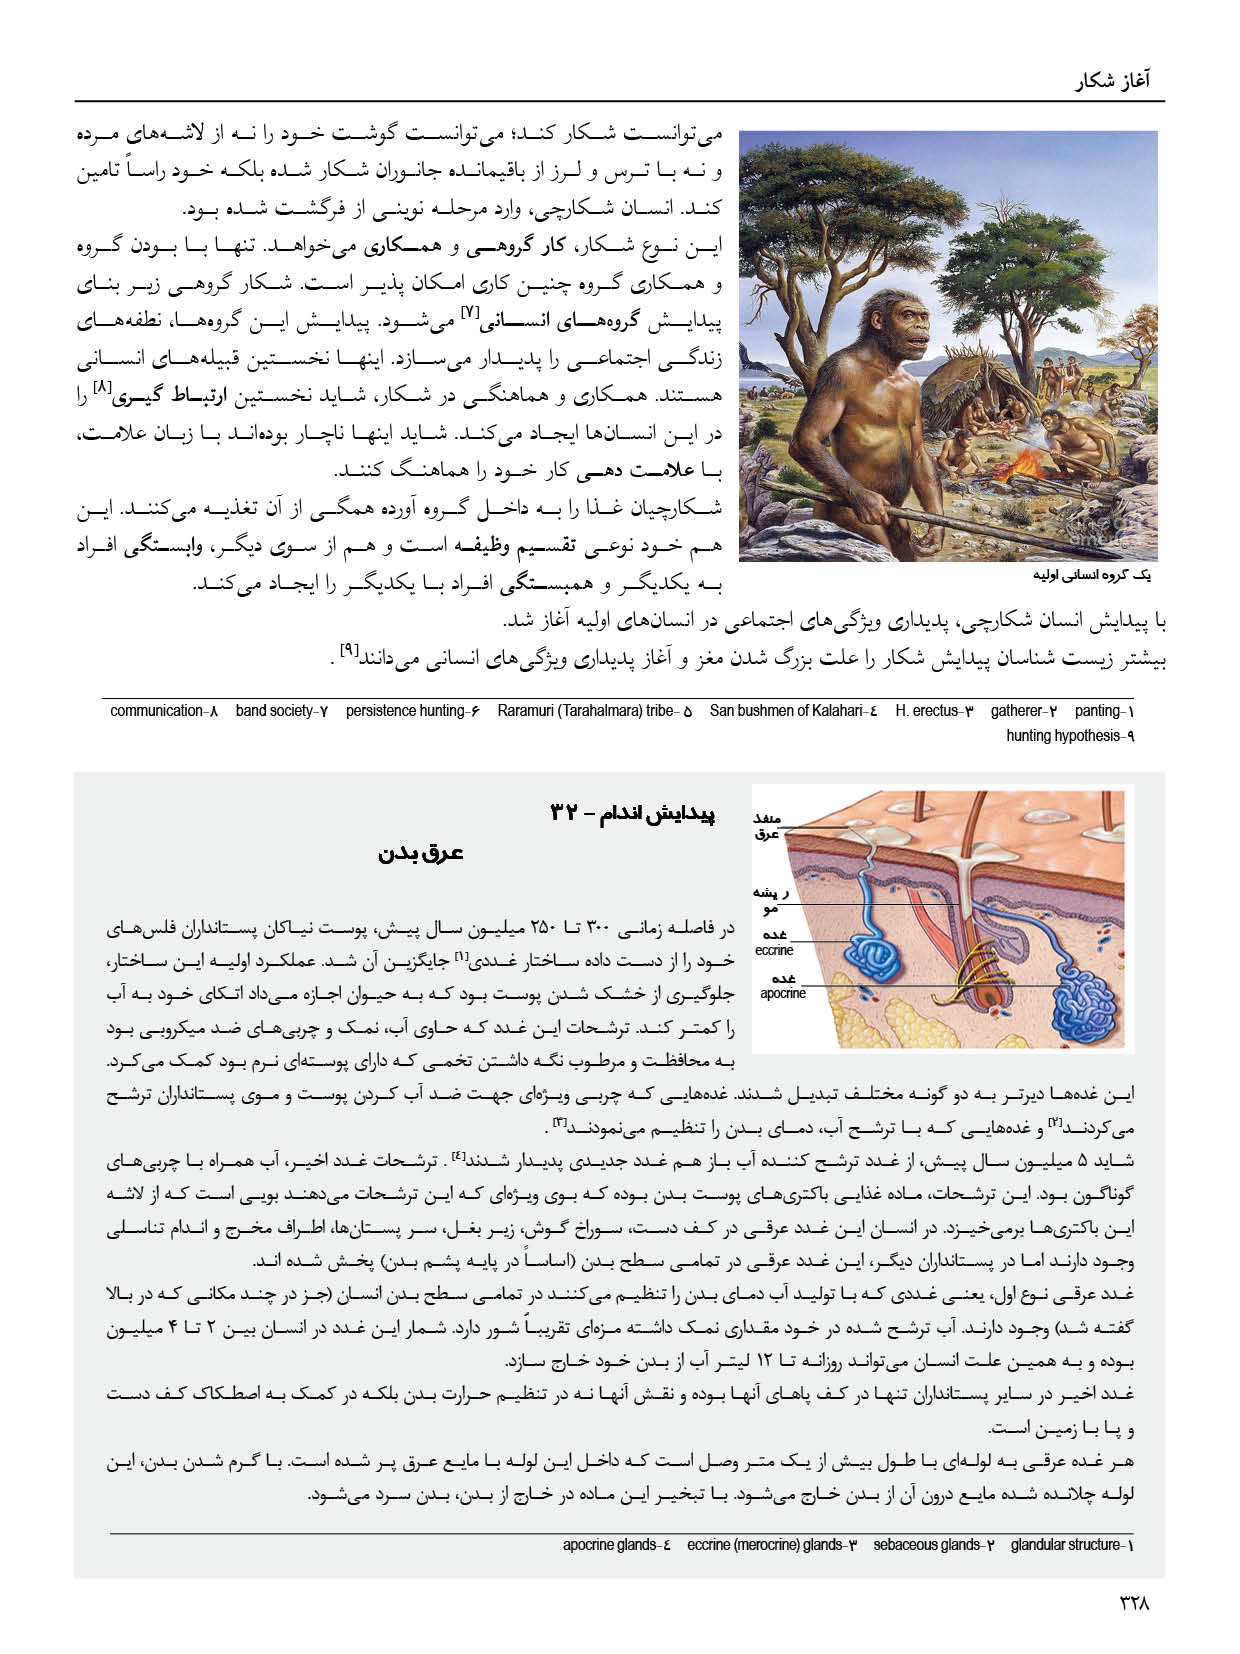 آغاز شکار
می‌توانست شکار کند؛ می‌توانست گوشت خود را نه از لاشه‌های مرده
و نه با ترس و لرز از باقیمانده جانوران شکار شده بلکه خود راساً تامین
کند. انسان شکارچی، وارد مرحله نوینی از فرگشت شده بود.
این نوع شکار، کار گروهی و همکاری می‌خواهد. تنها با بودن گروه
و همکاری گروه چنین کاری امکان پذیر است. شکار گروهی زیر بنای
پیدایش گروه‌های انسانی[۷] می‌شود. پیدایش این گروه‌ها، نطفه‌های
زندگی اجتماعی را پدیدار می‌سازد. اینها نخستین قبیله‌های انسانی
هستند. همکاری و هماهنگی در شکار، شاید نخستین ارتباط گیری[۸] را
در این انسان‌ها ایجاد می‌کند. شاید اینها ناچار بوده‌اند با زبان علامت،
با علامت دهی کار خود را هماهنگ کنند.
شکارچیان غذا را به داخل گروه آورده همگی از آن تغذیه می‌کنند. این
هم خود نوعی تقسیم وظیفه است و هم از سوی دیگر، وابستگی افراد
به یکدیگر و همبستگی افراد با یکدیگر را ایجاد می‌کند.
یک گروه انسانی اولیه
با پیدایش انسان شکارچی، پدیداری ویژگی‌های اجتماعی در انسان‌های اولیه آغاز شد.
بیشتر زیست شناسان پیدایش شکار را علت بزرگ شدن مغز و آغاز پدیداری ویژگی‌های انسانی می‌دانند[۹] .
۱-panting ۲-gatherer ۳-H. erectus ۴-San bushmen of Kalahari ۵ -Raramuri (Tarahalmara) tribe ۶-persistence hunting ۷-band society ۸-communication
۹-hunting hypothesis
پیدایش اندام – ۳۲
عرق بدن
منفذ
عرق
ریشه
مو
غده
eccrine
غده
apocrine
در فاصله زمانی ۳۰۰ تا ۲۵۰ میلیون سال پیش، پوست نیاکان پستانداران فلس‌های
خود را از دست داده ساختار غددی[۱] جایگزین آن شد. عملکرد اولیه این ساختار،
جلوگیری از خشک شدن پوست بود که به حیوان اجازه می‌داد اتکای خود به آب
را کمتر کند. ترشحات این غدد که حاوی آب، نمک و چربی‌های ضد میکروبی بود
به محافظت و مرطوب نگه داشتن تخمی که دارای پوسته‌ای نرم بود کمک می‌کرد.
این غده‌ها دیرتر به دو گونه مختلف تبدیل شدند. غده‌هایی که چربی ویژه‌ای جهت ضد آب کردن پوست و موی پستانداران ترشح
می‌کردند[۲] و غده‌هایی که با ترشح آب، دمای بدن را تنظیم می‌نمودند[۳] .
شاید ۵ میلیون سال پیش، از غدد ترشح کننده آب باز هم غدد جدیدی پدیدار شدند[۴] . ترشحات غدد اخیر، آب همراه با چربی‌های
گوناگون بود. این ترشحات، ماده غذایی باکتری‌های پوست بدن بوده که بوی ویژه‌ای که این ترشحات می‌دهند بویی است که از لاشه
این باکتری‌ها برمی‌خیزد. در انسان این غدد عرقی در کف دست، سوراخ گوش، زیر بغل، سر پستان‌ها، اطراف مخرج و اندام تناسلی
وجود دارند اما در پستانداران دیگر، این غدد عرقی در تمامی سطح بدن (اساساً در پایه پشم بدن) پخش شده اند.
غدد عرقی نوع اول، یعنی غددی که با تولید آب دمای بدن را تنظیم می‌کنند در تمامی سطح بدن انسان (جز در چند مکانی که در بالا
گفته شد) وجود دارند. آب ترشح شده در خود مقداری نمک داشته مزه‌ای تقریباً شور دارد. شمار این غدد در انسان بین ۲ تا ۴ میلیون
بوده و به همین علت انسان می‌تواند روزانه تا ۱۲ لیتر آب از بدن خود خارج سازد.
غدد اخیر در سایر پستانداران تنها در کف پاهای آنها بوده و نقش آنها نه در تنظیم حرارت بدن بلکه در کمک به اصطکاک کف دست
و پا با زمین است.
هر غده عرقی به لوله‌ای با طول بیش از یک متر وصل است که داخل این لوله با مایع عرق پر شده است. با گرم شدن بدن، این
لوله چلانده شده مایع درون آن از بدن خارج می‌شود. با تبخیر این ماده در خارج از بدن، بدن سرد می‌شود.
۱-glandular structure ۲-sebaceous glands ۳-eccrine (merocrine) glands ۴-apocrine glands
۳۲۸